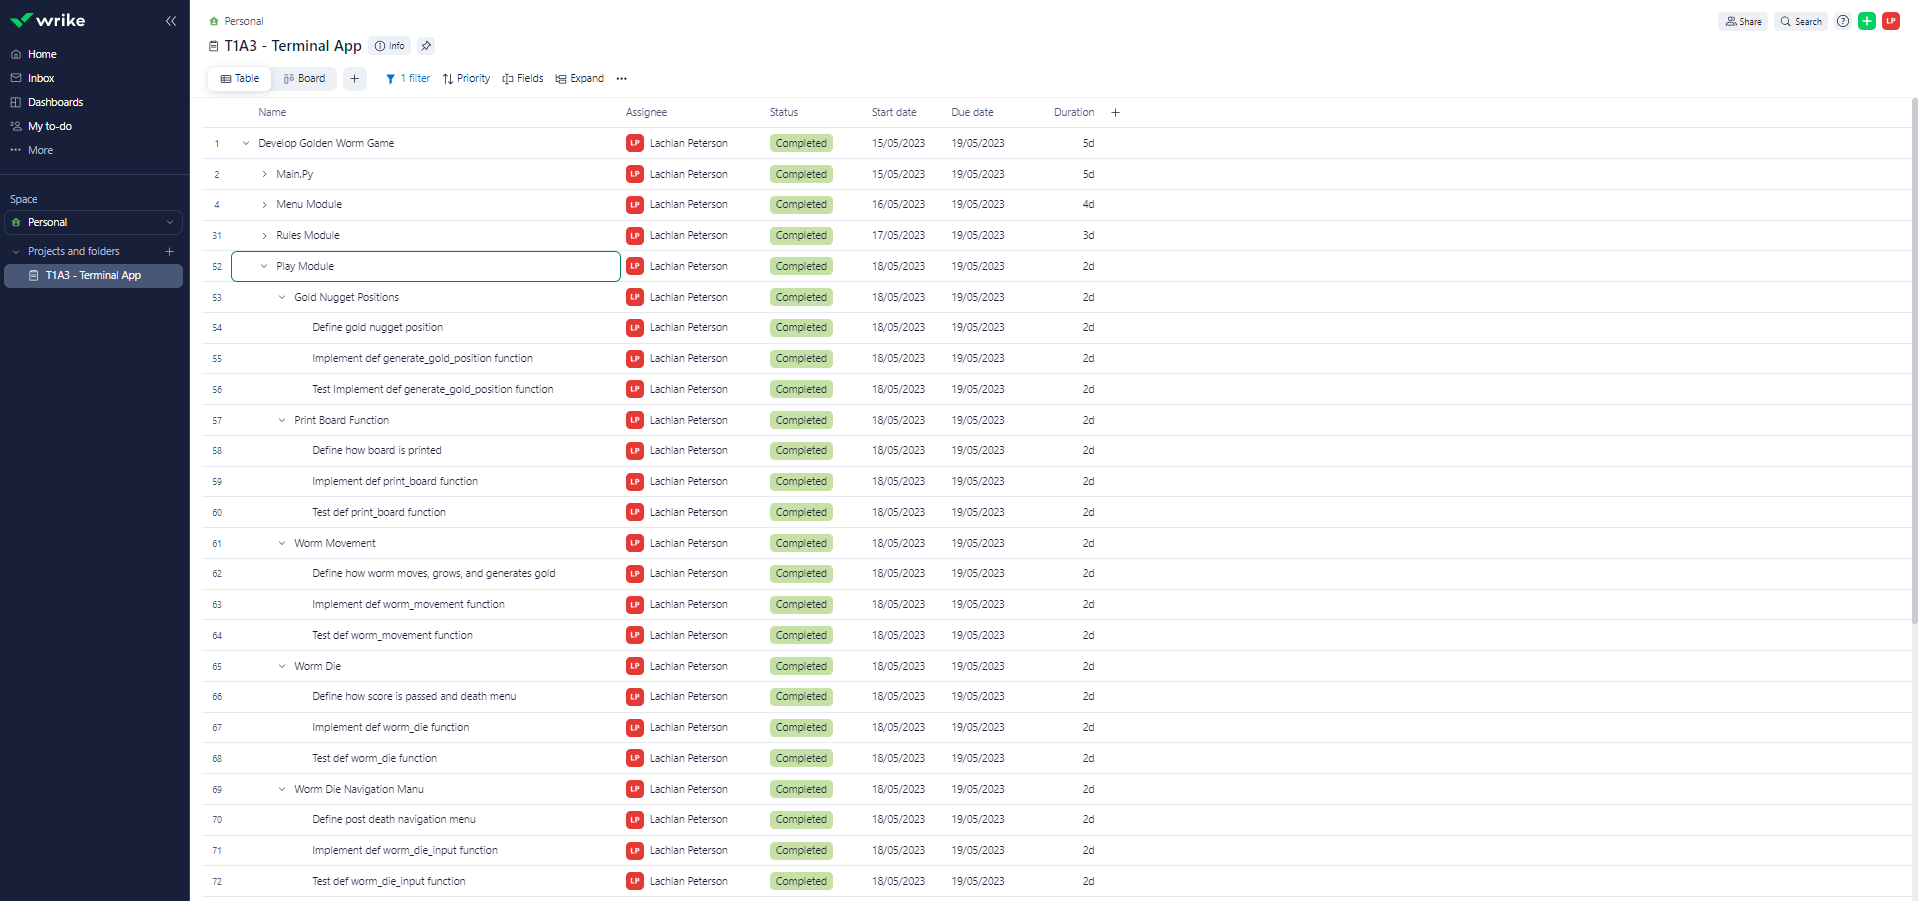 wrike
Home
Inbox
Dashboards
My to-do
More
Space
Personal
Projects and folders
T1A3 - Terminal App
Personal
T1A3 - Terminal App Info
Share Search LP
Table Board 1 filter Priority Fields Expand
Name Assignee Status Start date Due date Duration
1 Develop Golden Worm Game LP Lachlan Peterson Completed 15/05/2023 19/05/2023 5d
2 Main.Py LP Lachlan Peterson Completed 15/05/2023 19/05/2023 5d
4 Menu Module LP Lachlan Peterson Completed 16/05/2023 19/05/2023 4d
31 Rules Module LP Lachlan Peterson Completed 17/05/2023 19/05/2023 3d
52 Play Module LP Lachlan Peterson Completed 18/05/2023 19/05/2023 2d
53 Gold Nugget Positions LP Lachlan Peterson Completed 18/05/2023 19/05/2023 2d
54 Define gold nugget position LP Lachlan Peterson Completed 18/05/2023 19/05/2023 2d
55 Implement def generate_gold_position function LP Lachlan Peterson Completed 18/05/2023 19/05/2023 2d
56 Test Implement def generate_gold_position function LP Lachlan Peterson Completed 18/05/2023 19/05/2023 2d
57 Print Board Function LP Lachlan Peterson Completed 18/05/2023 19/05/2023 2d
58 Define how board is printed LP Lachlan Peterson Completed 18/05/2023 19/05/2023 2d
59 Implement def print_board function LP Lachlan Peterson Completed 18/05/2023 19/05/2023 2d
60 Test def print_board function LP Lachlan Peterson Completed 18/05/2023 19/05/2023 2d
61 Worm Movement LP Lachlan Peterson Completed 18/05/2023 19/05/2023 2d
62 Define how worm moves, grows, and generates gold LP Lachlan Peterson Completed 18/05/2023 19/05/2023 2d
63 Implement def worm_movement function LP Lachlan Peterson Completed 18/05/2023 19/05/2023 2d
64 Test def worm_movement function LP Lachlan Peterson Completed 18/05/2023 19/05/2023 2d
65 Worm Die LP Lachlan Peterson Completed 18/05/2023 19/05/2023 2d
66 Define how score is passed and death menu LP Lachlan Peterson Completed 18/05/2023 19/05/2023 2d
67 Implement def worm_die function LP Lachlan Peterson Completed 18/05/2023 19/05/2023 2d
68 Test def worm_die function LP Lachlan Peterson Completed 18/05/2023 19/05/2023 2d
69 Worm Die Navigation Manu LP Lachlan Peterson Completed 18/05/2023 19/05/2023 2d
70 Define post death navigation menu LP Lachlan Peterson Completed 18/05/2023 19/05/2023 2d
71 Implement def worm_die_input function LP Lachlan Peterson Completed 18/05/2023 19/05/2023 2d
72 Test def worm_die_input function LP Lachlan Peterson Completed 18/05/2023 19/05/2023 2d